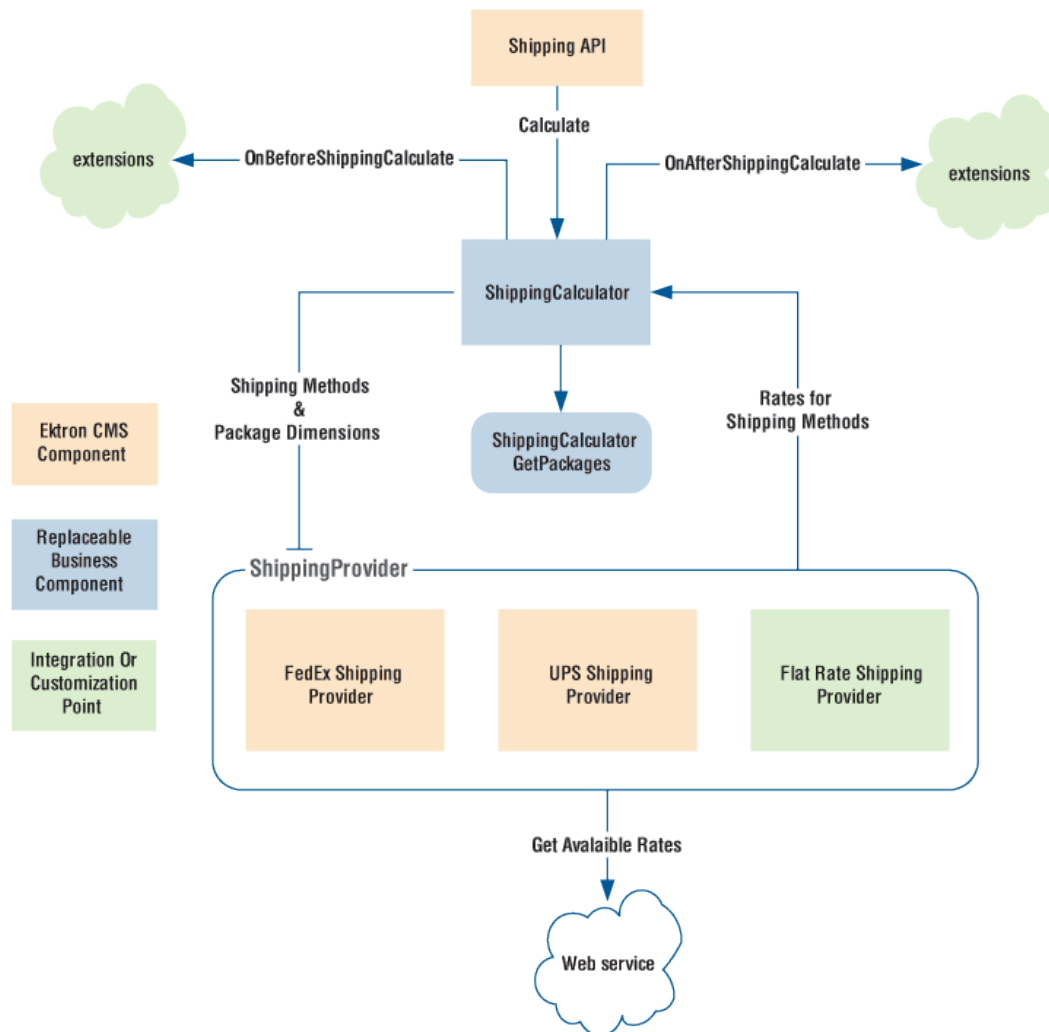 Shipping API
Calculate
extensions
OnBeforeShippingCalculate
OnAfterShippingCalculate
extensions
ShippingCalculator
Shipping Methods
&
Package Dimensions
Rates for
Shipping Methods
ShippingCalculator
GetPackages
Ektron CMS
Component
Replaceable
Business
Component
Integration Or
Customization
Point
ShippingProvider
FedEx Shipping
Provider
UPS Shipping
Provider
Flat Rate Shipping
Provider
Get Avalaible Rates
Web service